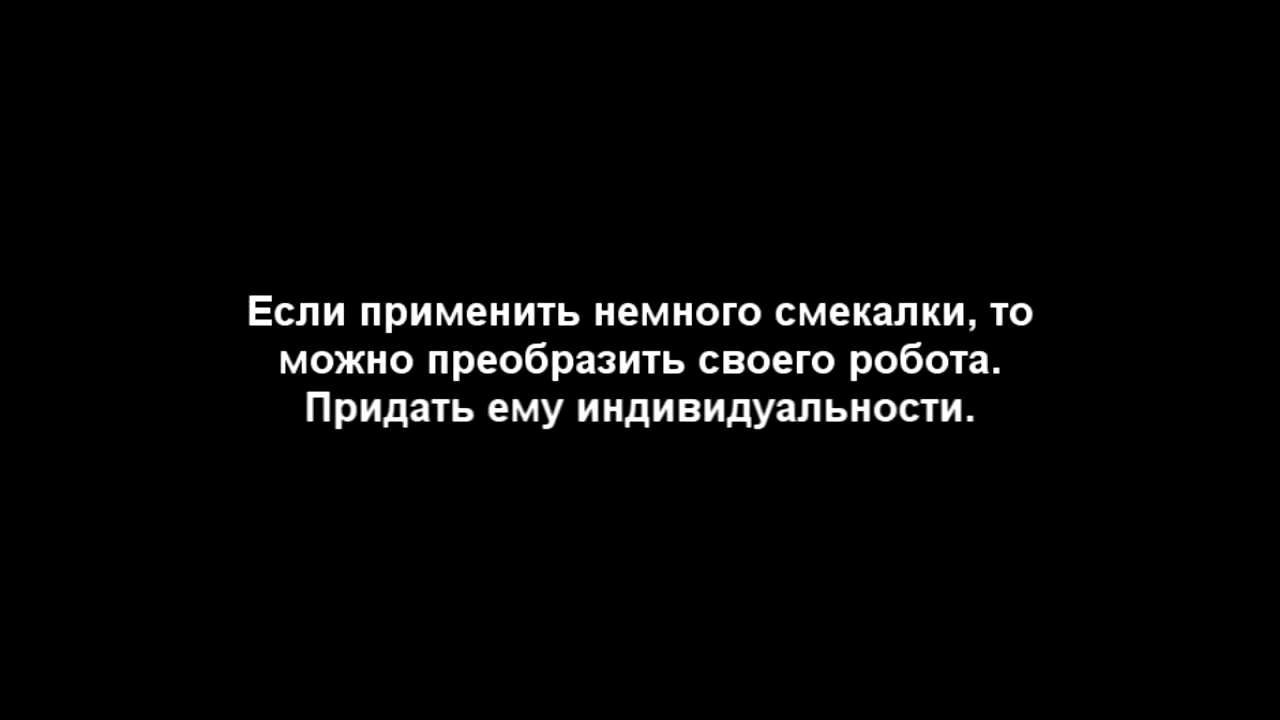 Если применить немного смекалки, то
можно преобразить своего робота.
Придать ему индивидуальности.